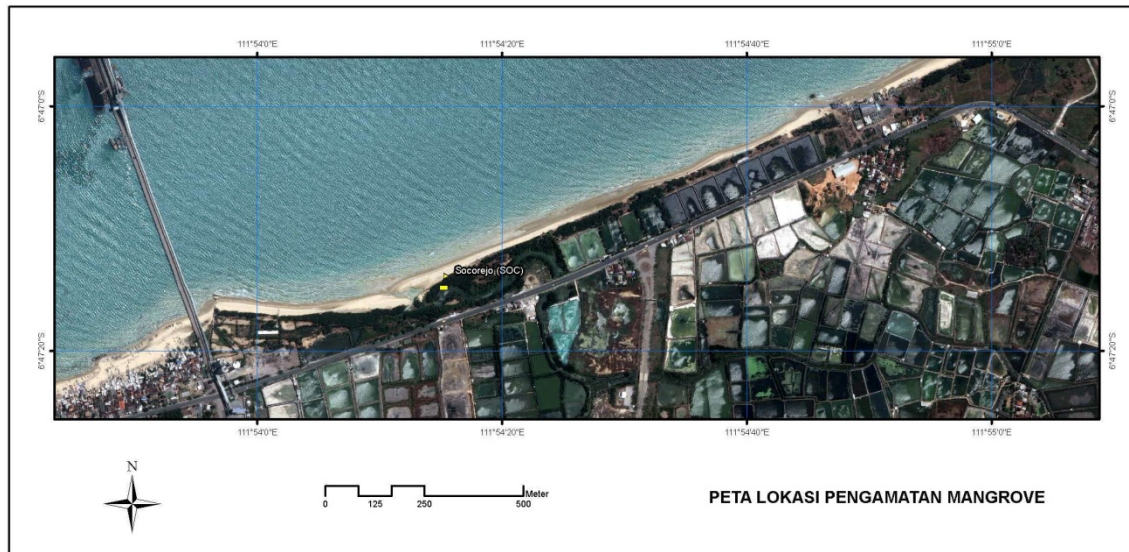 111°54'0"E
111°54'20"E
111°54'40"E
111°55'0"E
6°47'0"S
6°47'0"S
Socorejo (SOC)
6°47'20"S
6°47'20"S
111°54'0"E
111°54'20"E
111°54'40"E
111°55'0"E
N
Meter
0 125 250 500
PETA LOKASI PENGAMATAN MANGROVE